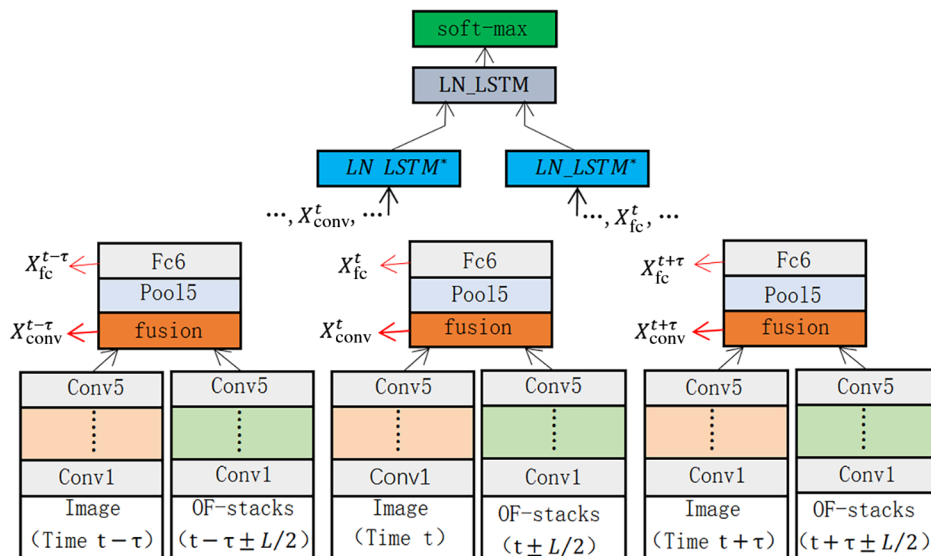 soft-max
LN_LSTM
LN LSTM* LN_LSTM*
⋯, X_conv^t, ⋯ ⋯, X_fc^t, ⋯
X_fc^{t−τ} Fc6 X_fc^t Fc6 X_fc^{t+τ} Fc6
Pool5 Pool5 Pool5
X_conv^{t−τ} fusion X_conv^t fusion X_conv^{t+τ} fusion
Conv5 Conv5 Conv5 Conv5 Conv5 Conv5
Conv1 Conv1 Conv1 Conv1 Conv1 Conv1
Image OF-stacks Image OF-stacks Image OF-stacks
(Time t − τ) (t − τ ± L/2) (Time t) (t ± L/2) (Time t + τ) (t + τ ± L/2)